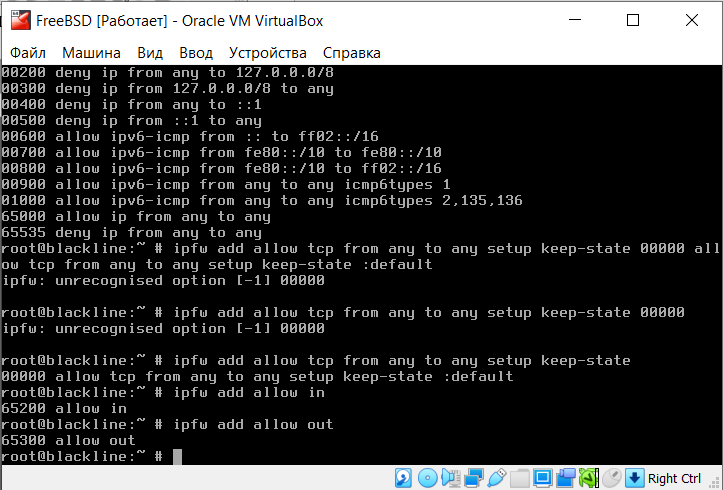 FreeBSD [Работает] - Oracle VM VirtualBox
Файл Машина Вид Ввод Устройства Справка
00200 deny ip from any to 127.0.0.0/8
00300 deny ip from 127.0.0.0/8 to any
00400 deny ip from any to ::1
00500 deny ip from ::1 to any
00600 allow ipv6-icmp from :: to ff02::/16
00700 allow ipv6-icmp from fe80::/10 to fe80::/10
00800 allow ipv6-icmp from fe80::/10 to ff02::/16
00900 allow ipv6-icmp from any to any icmp6types 1
01000 allow ipv6-icmp from any to any icmp6types 2,135,136
65000 allow ip from any to any
65535 deny ip from any to any
root@blackline:~ # ipfw add allow tcp from any to any setup keep-state 00000 all
ow tcp from any to any setup keep-state :default
ipfw: unrecognised option [-1] 00000
root@blackline:~ # ipfw add allow tcp from any to any setup keep-state 00000
ipfw: unrecognised option [-1] 00000
root@blackline:~ # ipfw add allow tcp from any to any setup keep-state
00000 allow tcp from any to any setup keep-state :default
root@blackline:~ # ipfw add allow in
65200 allow in
root@blackline:~ # ipfw add allow out
65300 allow out
root@blackline:~ #
Right Ctrl